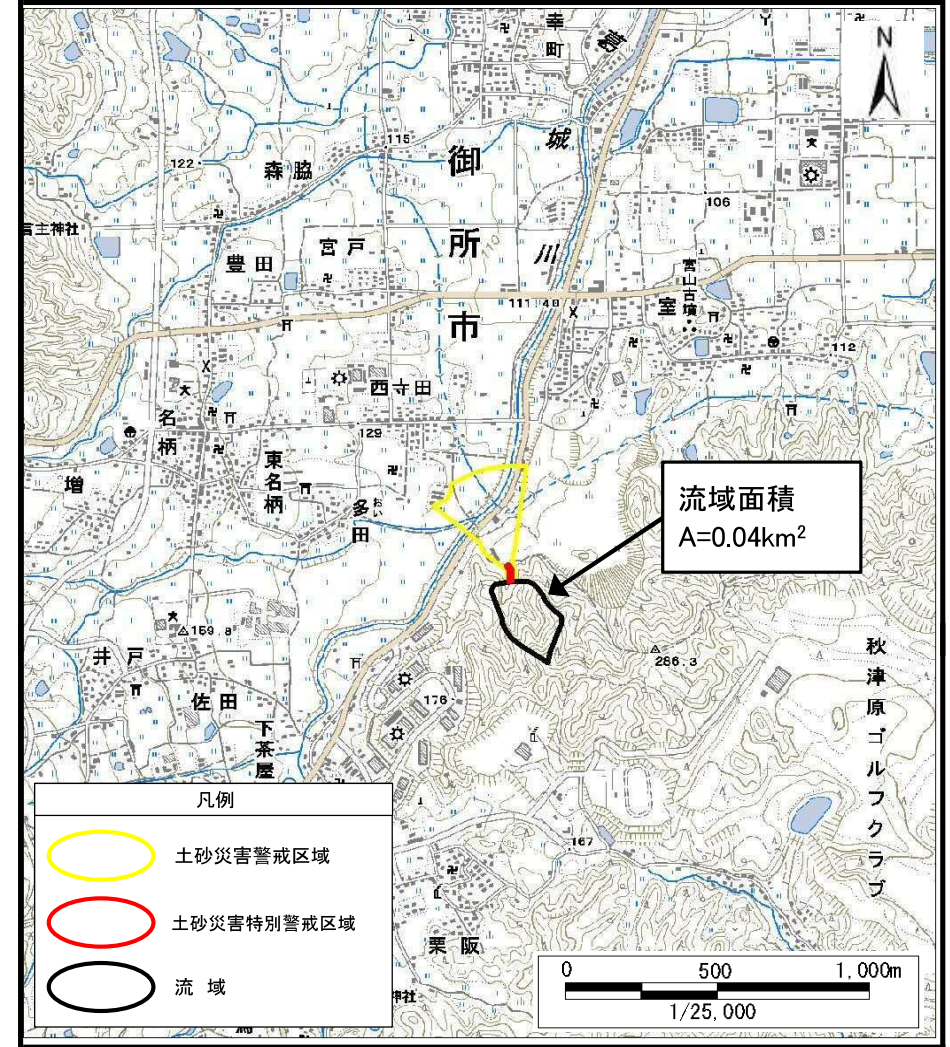 幸町
葛
城
川
N
115
122
森脇
御所市
106
宮主神社
宮戸
豊田
宮山古墳
室
111.40
112
西寺田
名柄
129
東名柄
増
おい
多田
流域面積
A=0.04km²
159.8
井戸
佐田
下茶屋
176
286.3
秋津原ゴルフクラブ
凡例
土砂災害警戒区域
土砂災害特別警戒区域
流 域
167
栗阪
神社
0 500 1,000m
1/25,000